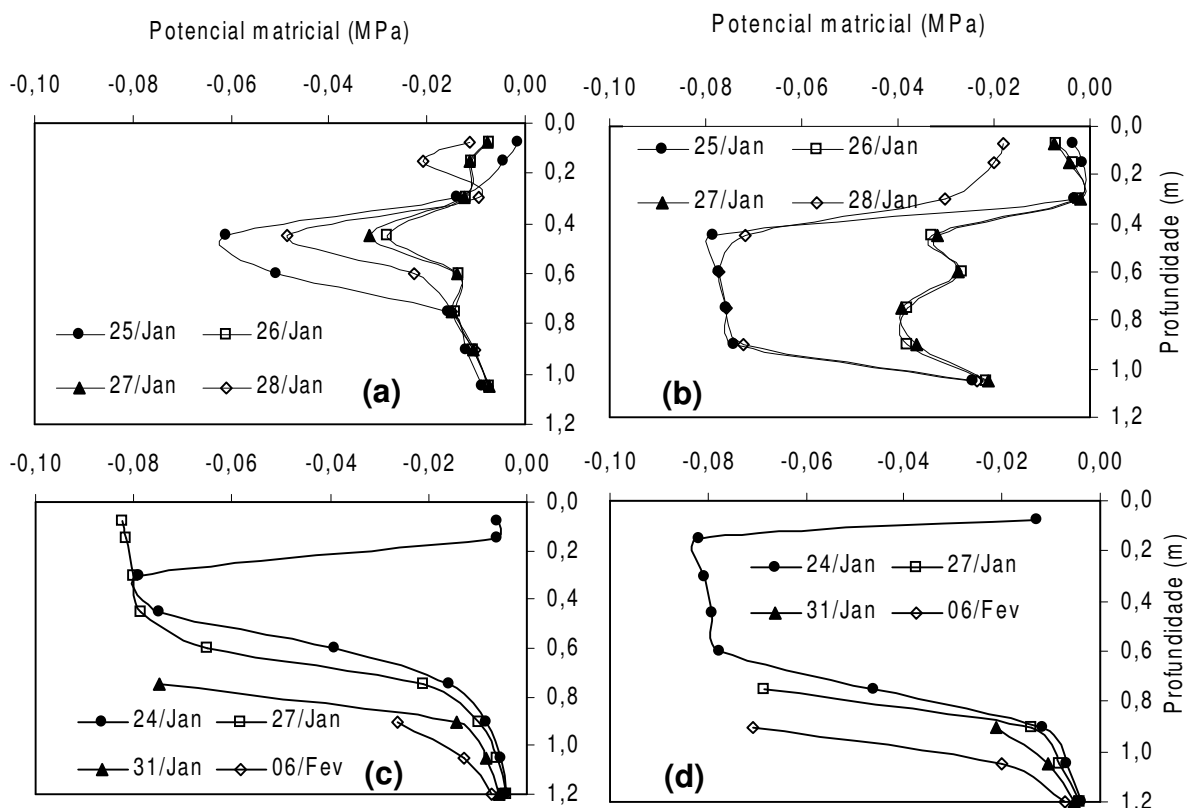 Potencial matricial (MPa)
-0,10 -0,08 -0,06 -0,04 -0,02 0,00
0,0
0,2
0,4
0,6
0,8
1,0
1,2
25/Jan 26/Jan
27/Jan 28/Jan
(a)
Potencial matricial (MPa)
-0,10 -0,08 -0,06 -0,04 -0,02 0,00
0,0
0,2
0,4
0,6
0,8
1,0
1,2
Profundidade (m)
25/Jan 26/Jan
27/Jan 28/Jan
(b)
-0,10 -0,08 -0,06 -0,04 -0,02 0,00
0,0
0,2
0,4
0,6
0,8
1,0
1,2
24/Jan 27/Jan
31/Jan 06/Fev
(c)
-0,10 -0,08 -0,06 -0,04 -0,02 0,00
0,0
0,2
0,4
0,6
0,8
1,0
1,2
Profundidade (m)
24/Jan 27/Jan
31/Jan 06/Fev
(d)